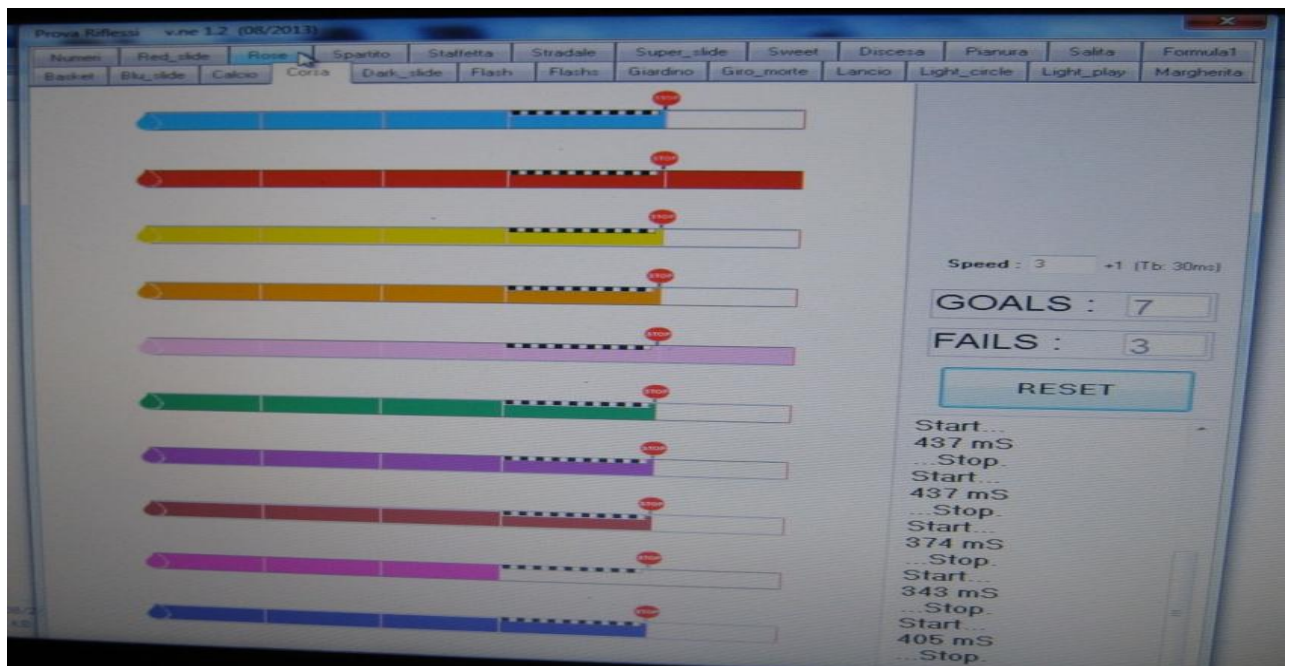 Prova Riflessi v.ne 1.2 (08/2013)
Numeri Red_slide Rose Spartito Staffetta Stradale Super_slide Sweet Discesa Pianura Salita Formula1
Basket Blu_slide Calcio Corsa Dark_slide Flash Flashs Giardino Giro_morte Lancio Light_circle Light_play Margherita
STOP
STOP
STOP
STOP
STOP
STOP
STOP
STOP
STOP
STOP
Speed : 3 +1 (Tb: 30ms)
GOALS : 7
FAILS : 3
RESET
Start...
437 mS
...Stop.
Start...
437 mS
...Stop.
Start...
374 mS
...Stop.
Start...
343 mS
...Stop.
Start...
405 mS
...Stop.